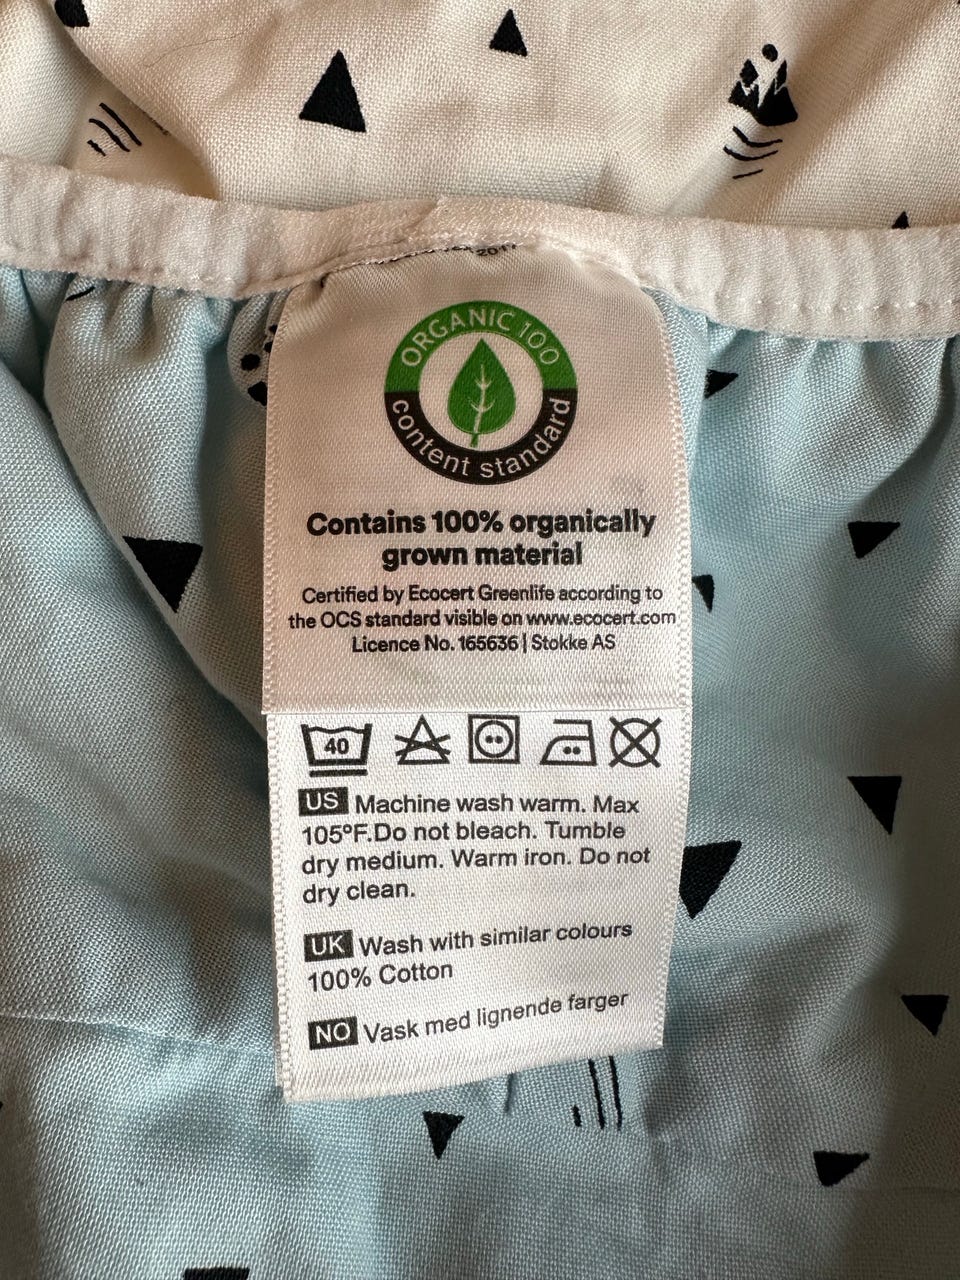 2017
ORGANIC 100
content standard
Contains 100% organically
grown material
Certified by Ecocert Greenlife according to
the OCS standard visible on www.ecocert.com
Licence No. 165636 | Stokke AS
40
US Machine wash warm. Max
105ºF.Do not bleach. Tumble
dry medium. Warm iron. Do not
dry clean.
UK Wash with similar colours
100% Cotton
NO Vask med lignende farger